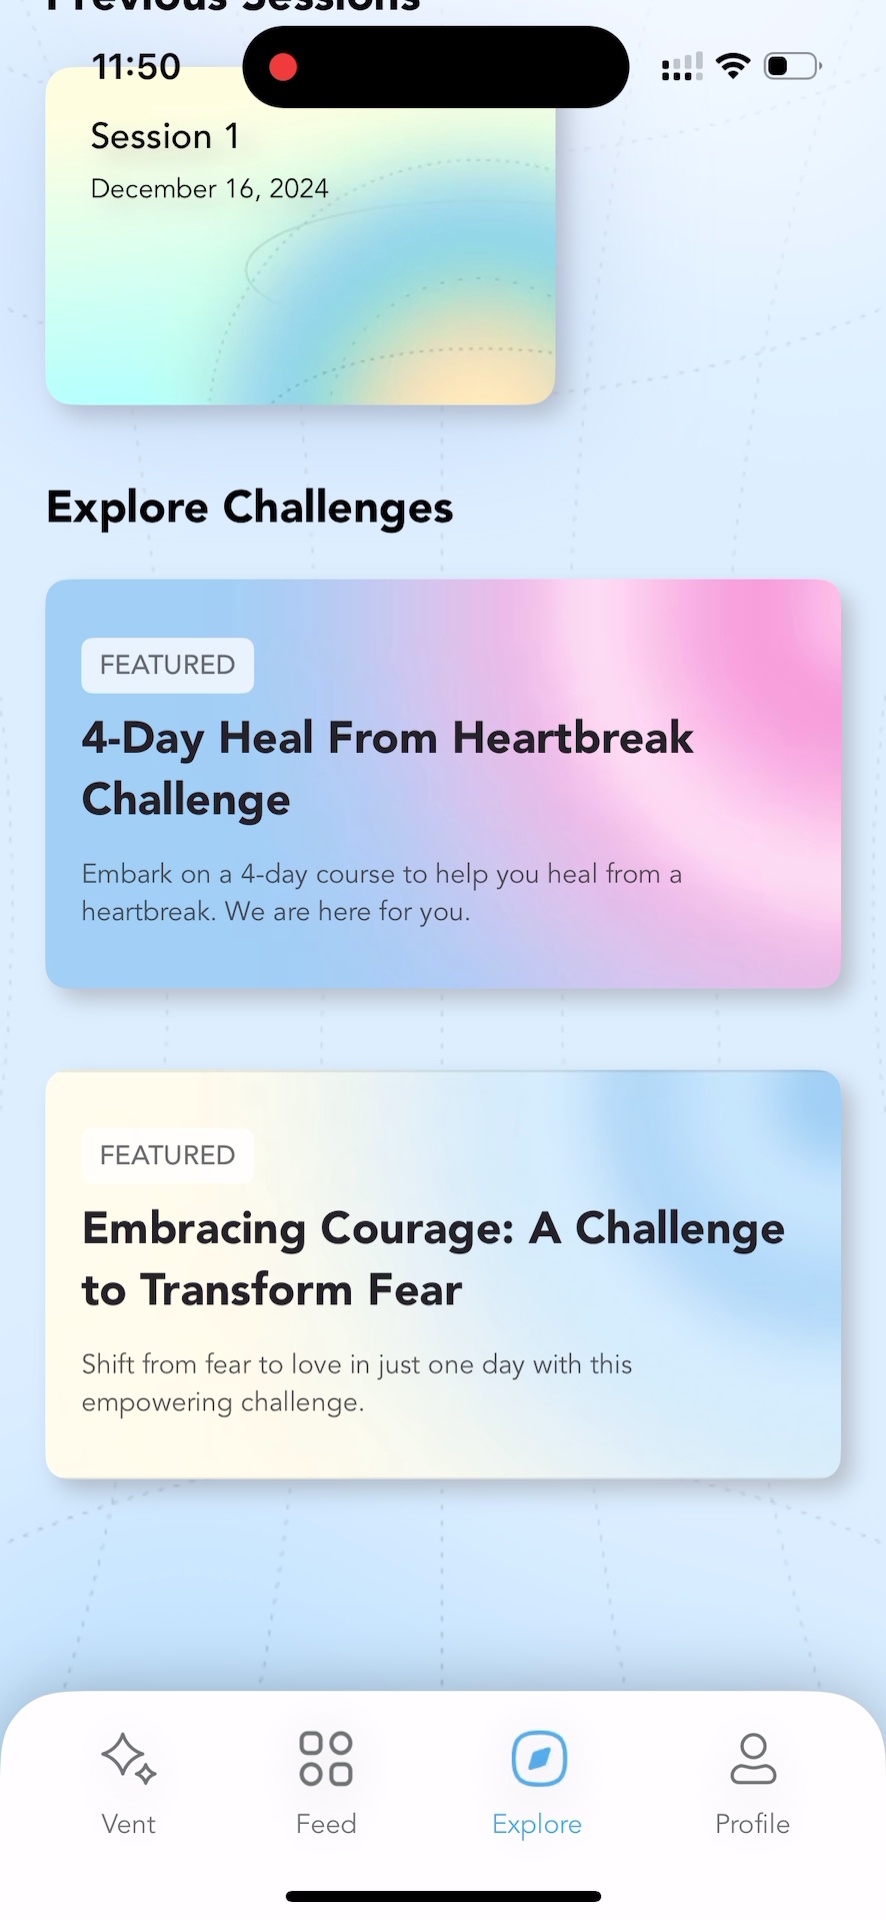 Previous Sessions
11:50
Session 1
December 16, 2024
Explore Challenges
FEATURED
4-Day Heal From Heartbreak
Challenge
Embark on a 4-day course to help you heal from a
heartbreak. We are here for you.
FEATURED
Embracing Courage: A Challenge
to Transform Fear
Shift from fear to love in just one day with this
empowering challenge.
Vent
Feed
Explore
Profile